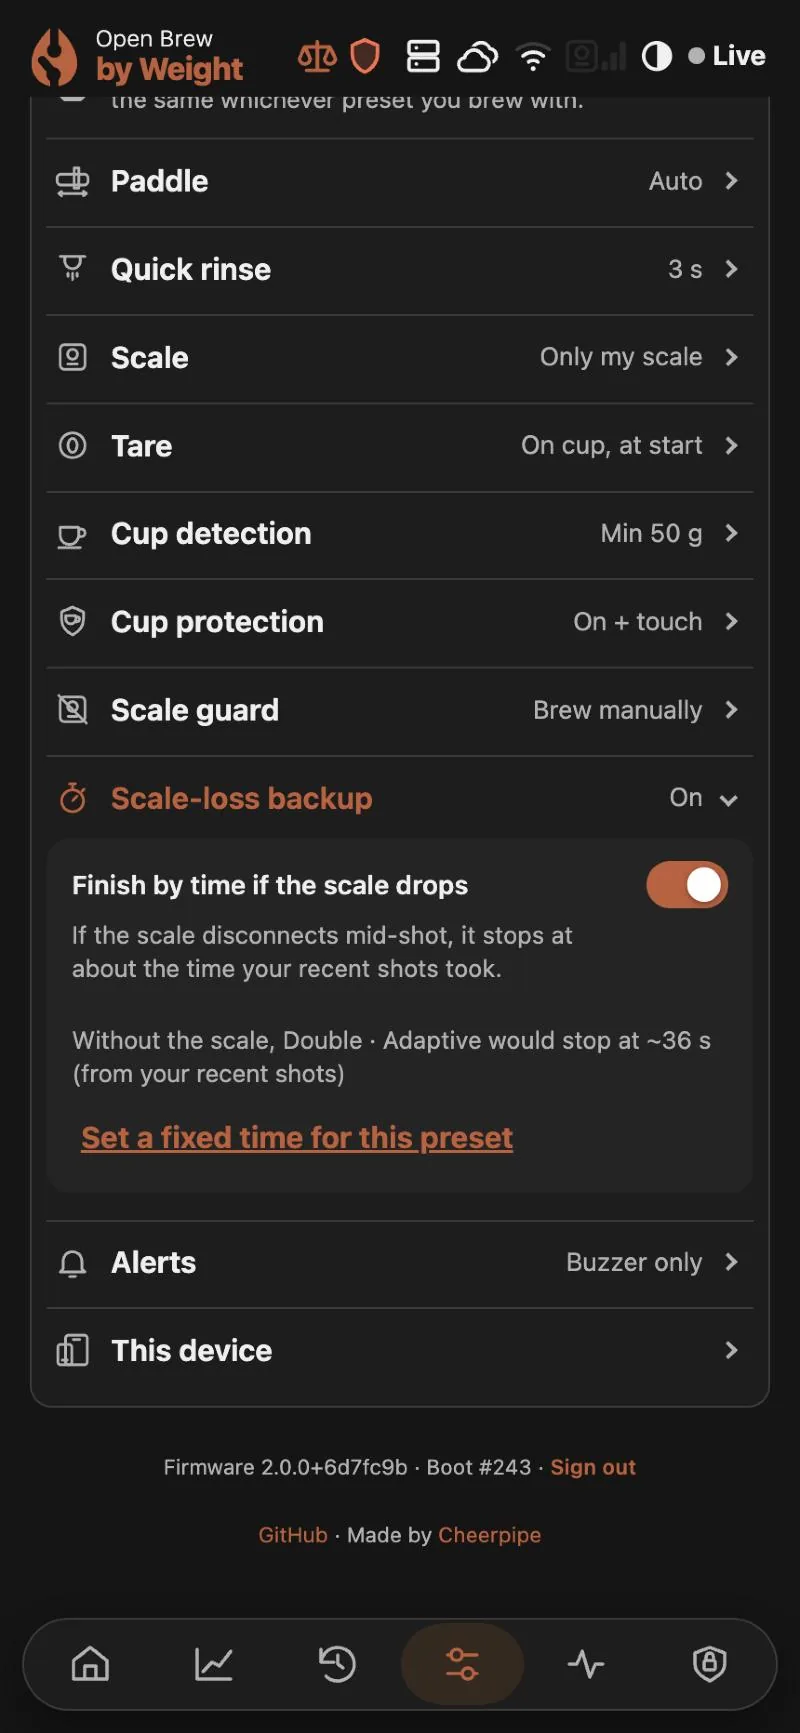 Open Brew
by Weight
Live
the same whichever preset you brew with.
Paddle
Auto
Quick rinse
3 s
Scale
Only my scale
Tare
On cup, at start
Cup detection
Min 50 g
Cup protection
On + touch
Scale guard
Brew manually
Scale-loss backup
On
Finish by time if the scale drops
If the scale disconnects mid-shot, it stops at
about the time your recent shots took.
Without the scale, Double · Adaptive would stop at ~36 s
(from your recent shots)
Set a fixed time for this preset
Alerts
Buzzer only
This device
Firmware 2.0.0+6d7fc9b · Boot #243 · Sign out
GitHub · Made by Cheerpipe